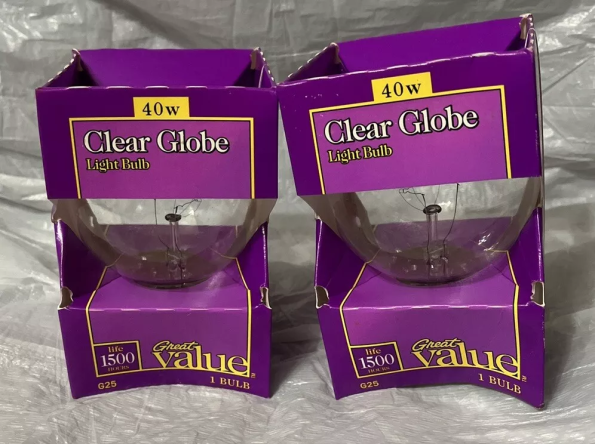 40w
Clear Globe
Light Bulb
life
1500
HOURS
Great
value
G25
1 BULB
40w
Clear Globe
Light Bulb
life
1500
HOURS
Great
value
G25
1 BULB